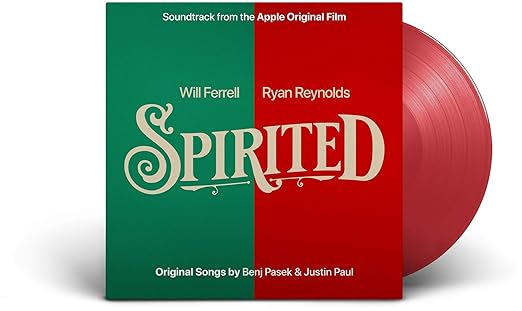 Soundtrack from the Apple Original Film
Will Ferrell Ryan Reynolds
SPIRITED
Original Songs by Benj Pasek & Justin Paul